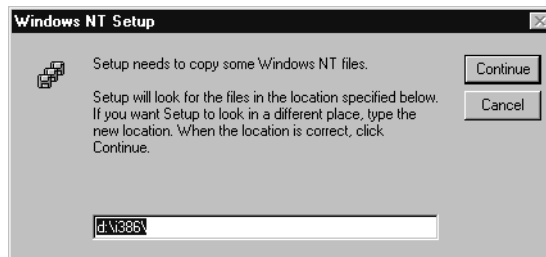 Windows NT Setup
Setup needs to copy some Windows NT files.
Continue
Setup will look for the files in the location specified below.
If you want Setup to look in a different place, type the
new location. When the location is correct, click
Continue.
Cancel
d:\i386\